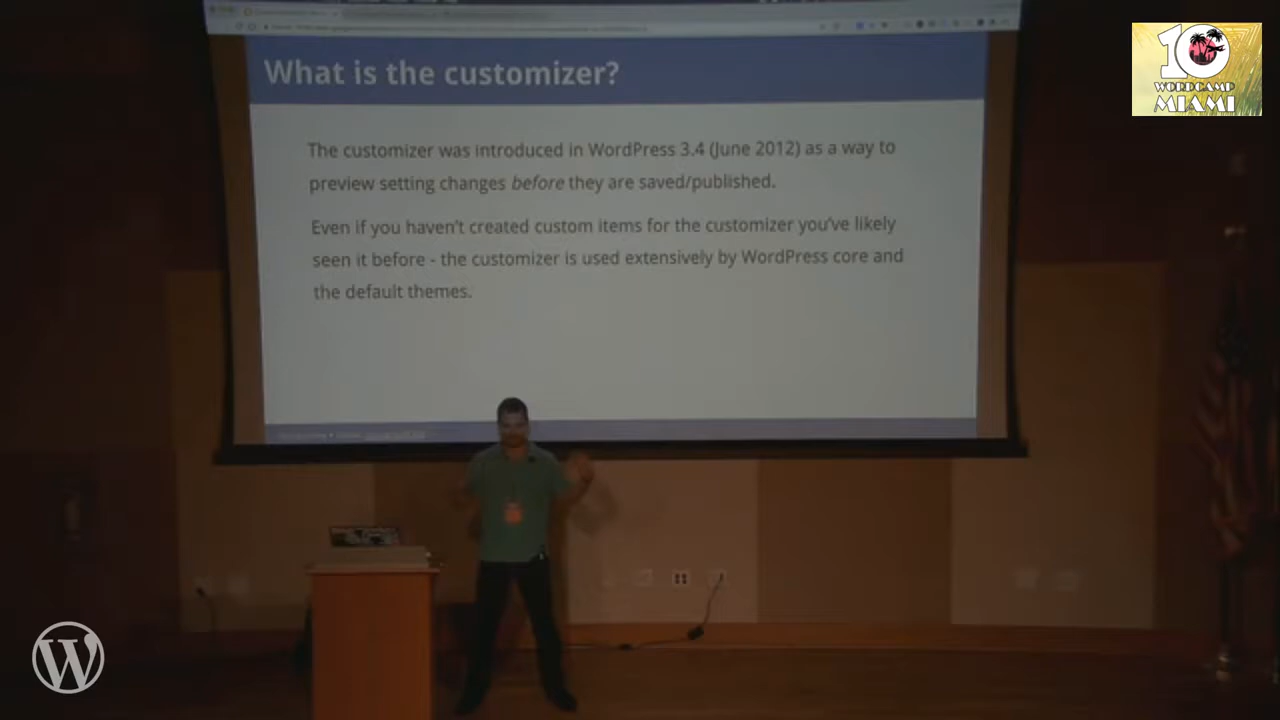 What is the customizer?
The customizer was introduced in WordPress 3.4 (June 2012) as a way to
preview setting changes before they are saved/published.
Even if you haven't created custom items for the customizer you've likely
seen it before - the customizer is used extensively by WordPress core and
the default themes.
10
WORDCAMP
MIAMI
W